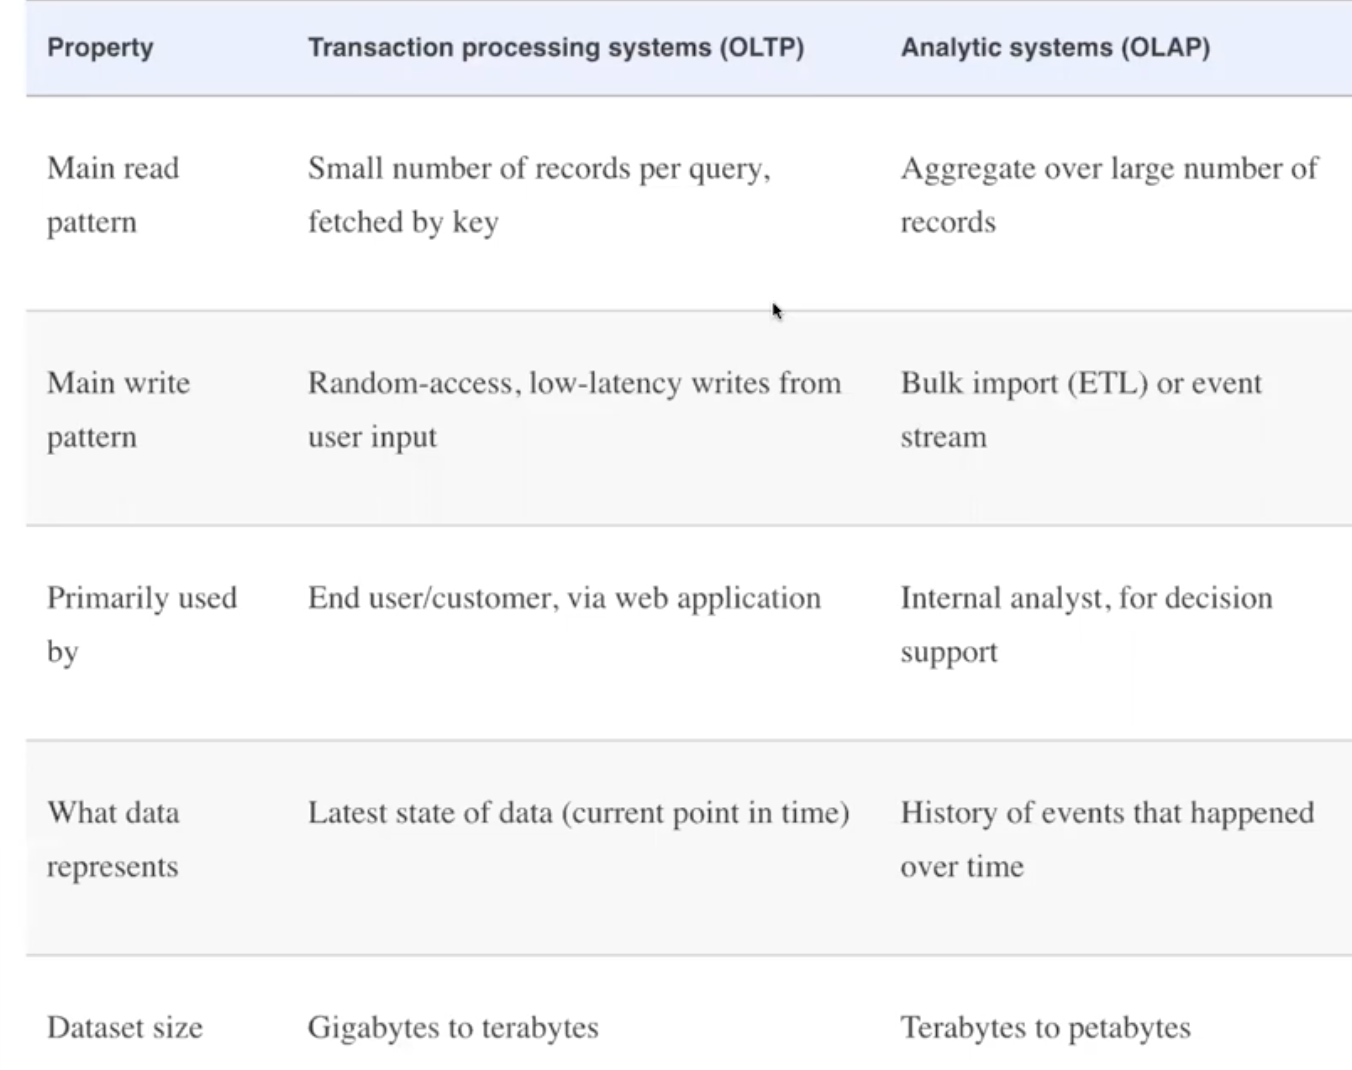 Property Transaction processing systems (OLTP) Analytic systems (OLAP)
Main read Small number of records per query, Aggregate over large number of
pattern fetched by key records
Main write Random-access, low-latency writes from Bulk import (ETL) or event
pattern user input stream
Primarily used End user/customer, via web application Internal analyst, for decision
by support
What data Latest state of data (current point in time) History of events that happened
represents over time
Dataset size Gigabytes to terabytes Terabytes to petabytes